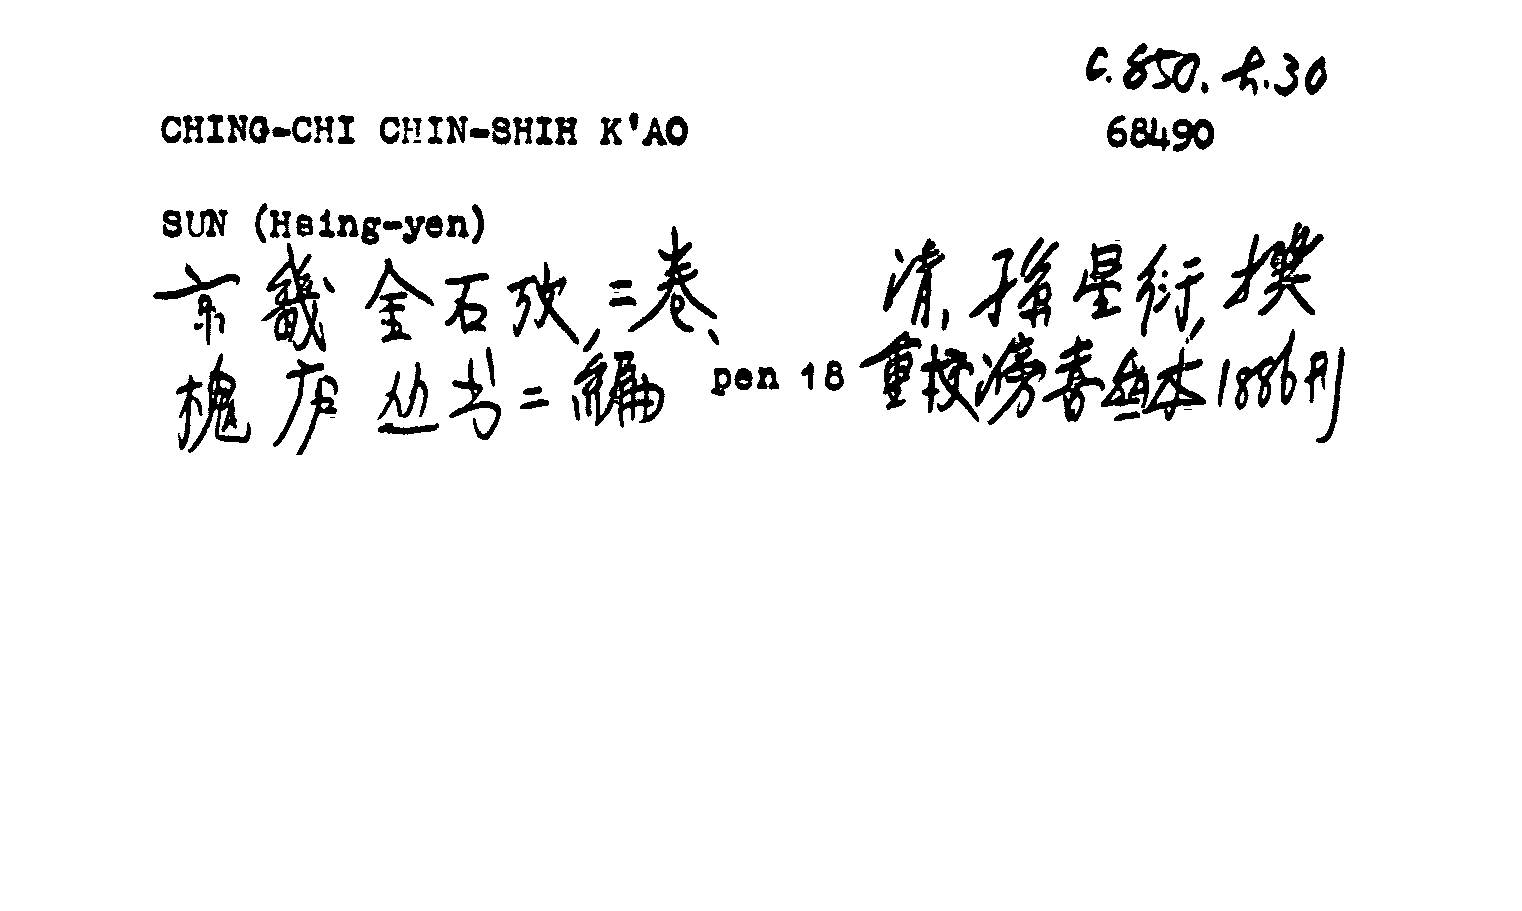 c.850.h.30
CHING-CHI CHIN-SHIH K'AO
68490
SUN (Hsing-yen)
京畿金石攷,二卷、 清,孫星衍,撰
槐庐丛书二編 pen 18 重校滂喜齋本,1886刊